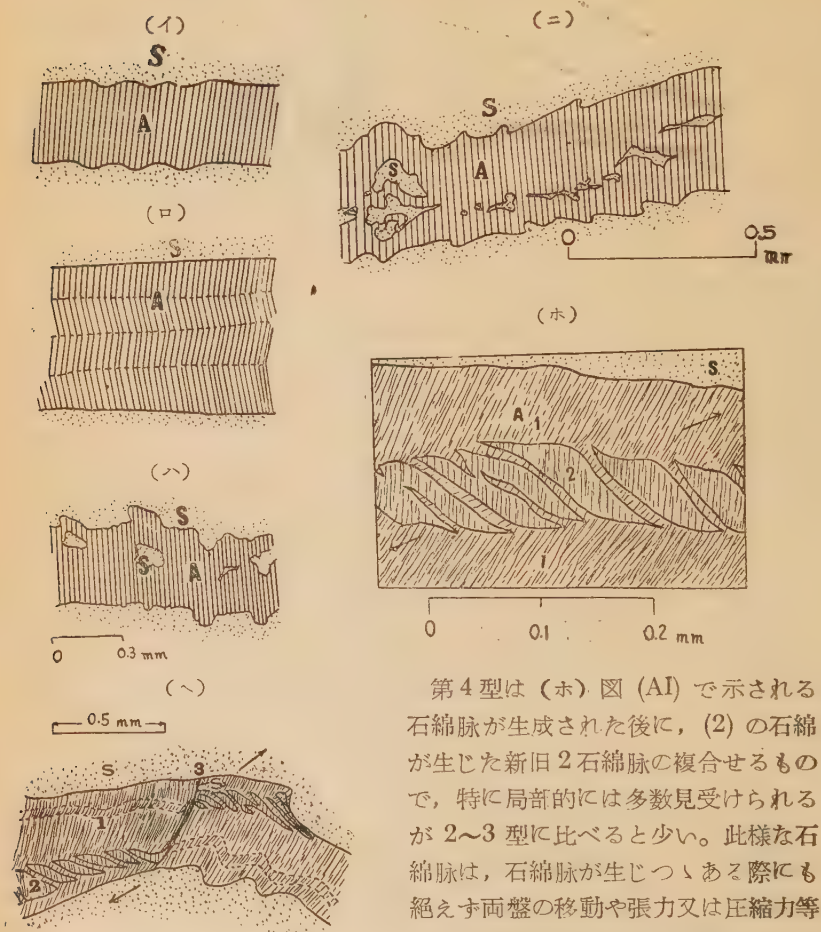 (イ)
S
A
(ロ)
S
A
(ハ)
S
S
A
0
0.3 mm
(ヘ)
0.5 mm
S
3
S
1
2
(ニ)
S
S
A
0
0.5
mm
(ホ)
S
A 1
2
1
0
0.1
0.2 mm
第4型は (ホ) 図 (AI) で示される
石綿脈が生成された後に, (2) の石綿
が生じた新旧2石綿脈の複合せるもの
で, 特に局部的には多数見受けられる
が 2~3 型に比べると少い。此様な石
綿脈は, 石綿脈が生じつゝある際にも
絶えず両盤の移動や張力又は圧縮力等